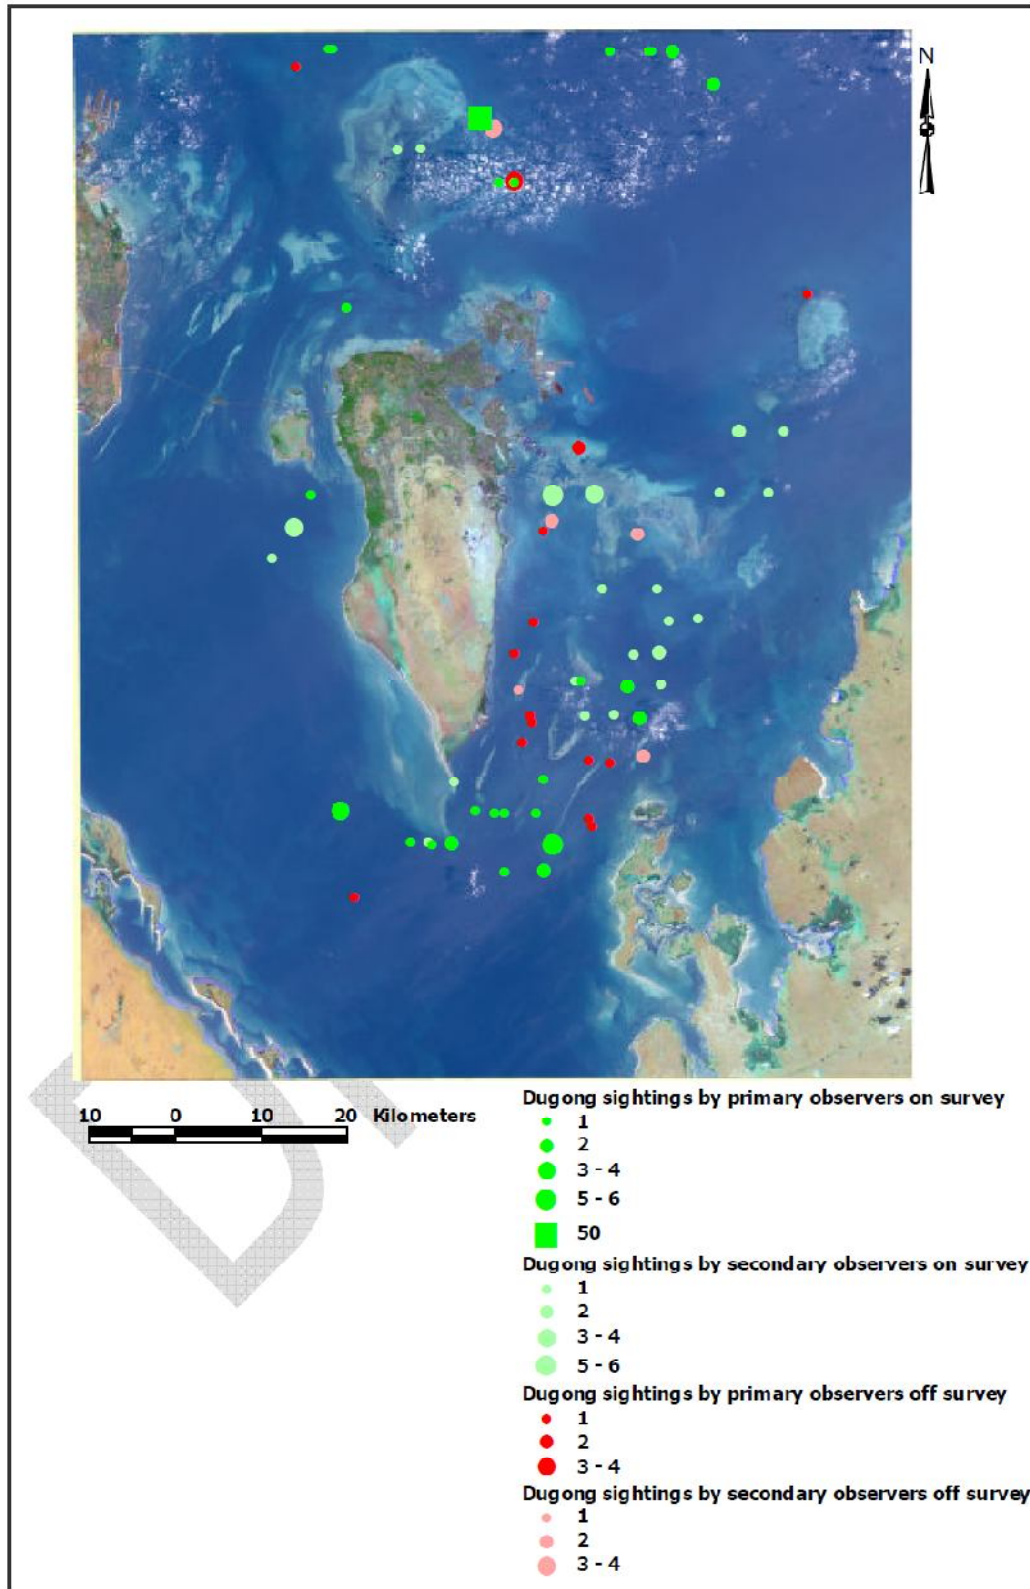 N
10 0 10 20 Kilometers
Dugong sightings by primary observers on survey
1
2
3 - 4
5 - 6
50
Dugong sightings by secondary observers on survey
1
2
3 - 4
5 - 6
Dugong sightings by primary observers off survey
1
2
3 - 4
Dugong sightings by secondary observers off survey
1
2
3 - 4